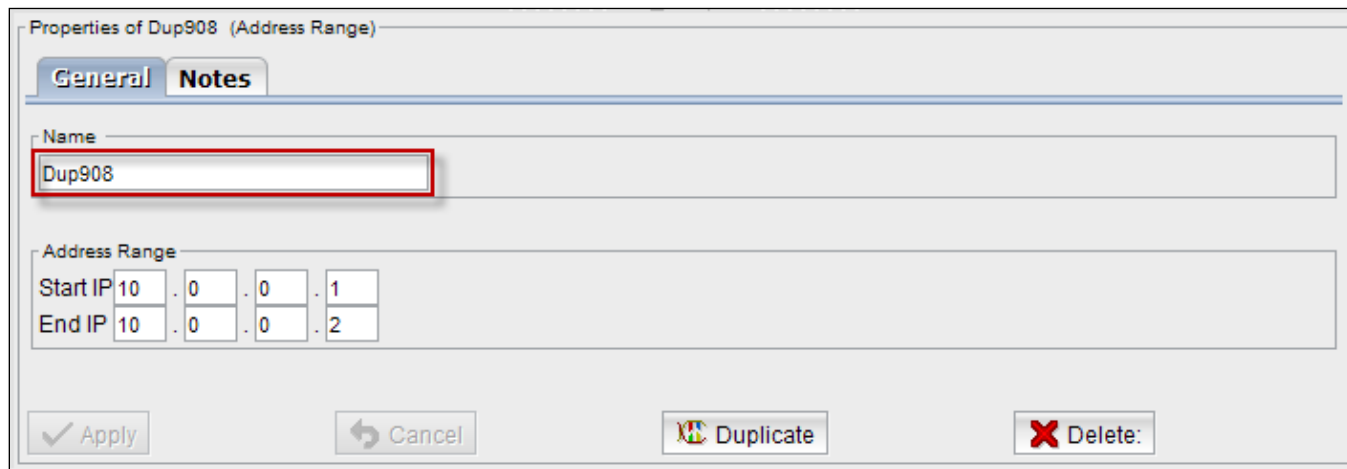 Properties of Dup908 (Address Range)
General Notes
Name
Dup908
Address Range
Start IP 10 . 0 . 0 . 1
End IP 10 . 0 . 0 . 2
Apply Cancel Duplicate Delete: